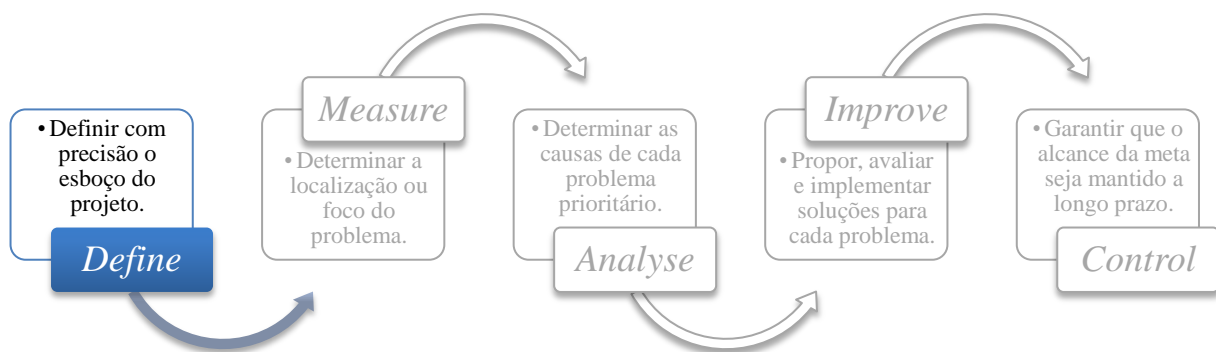 • Definir com
precisão o
esboço do
projeto.
Define
Measure
• Determinar a
localização ou
foco do
problema.
• Determinar as
causas de cada
problema
prioritário.
Analyse
Improve
• Propor, avaliar
e implementar
soluções para
cada problema.
• Garantir que o
alcance da meta
seja mantido a
longo prazo.
Control